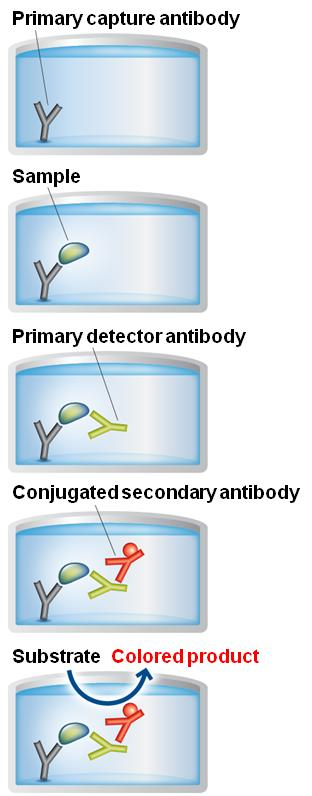 Primary capture antibody
Sample
Primary detector antibody
Conjugated secondary antibody
Substrate Colored product